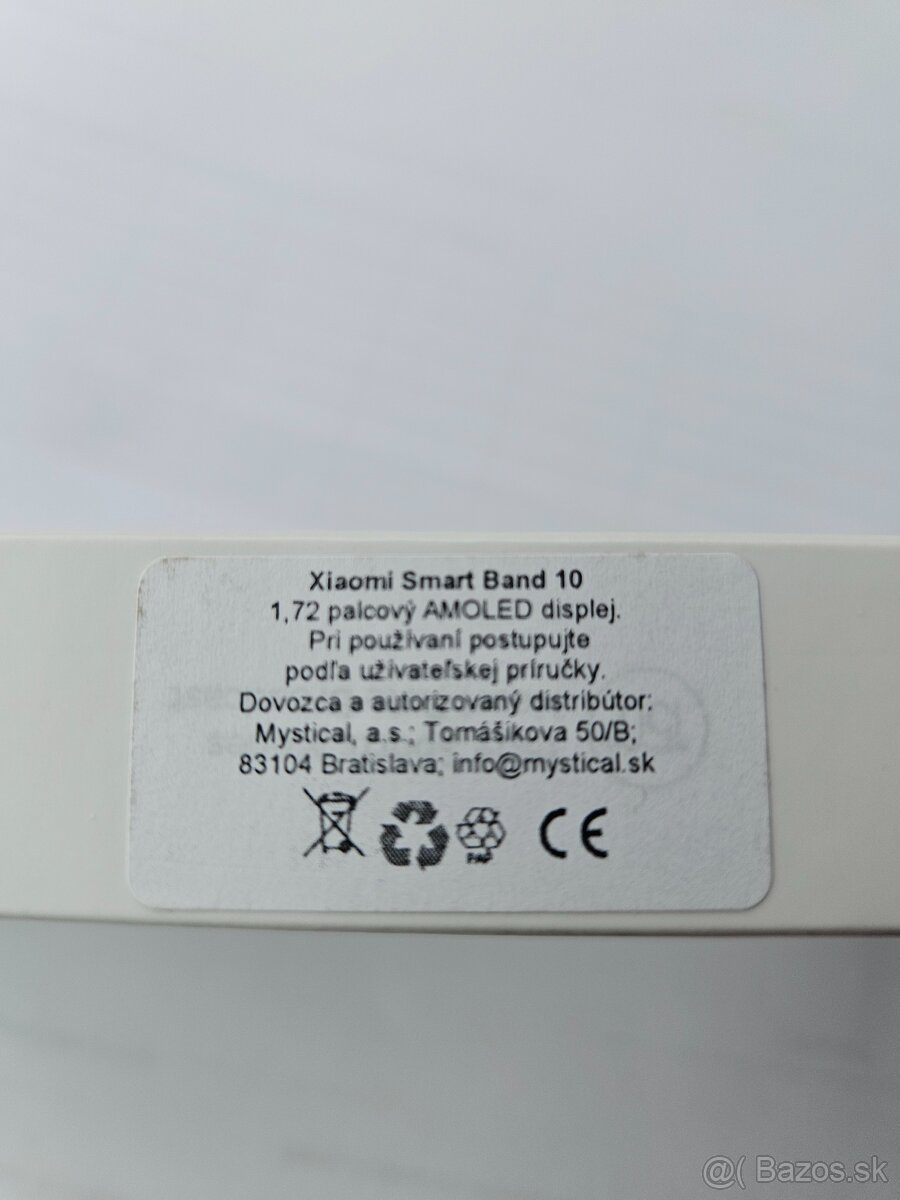 Xiaomi Smart Band 10
1,72 palcový AMOLED displej.
Pri používaní postupujte
podľa užívateľskej príručky.
Dovozca a autorizovaný distribútor:
Mystical, a.s.; Tomášikova 50/B;
83104 Bratislava; info@mystical.sk
PAP
CE
@( Bazos.sk